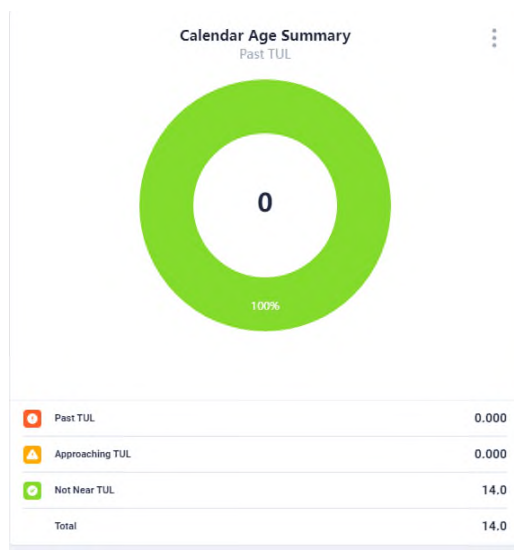 Calendar Age Summary
Past TUL
0
100%
Past TUL 0.000
Approaching TUL 0.000
Not Near TUL 14.0
Total 14.0